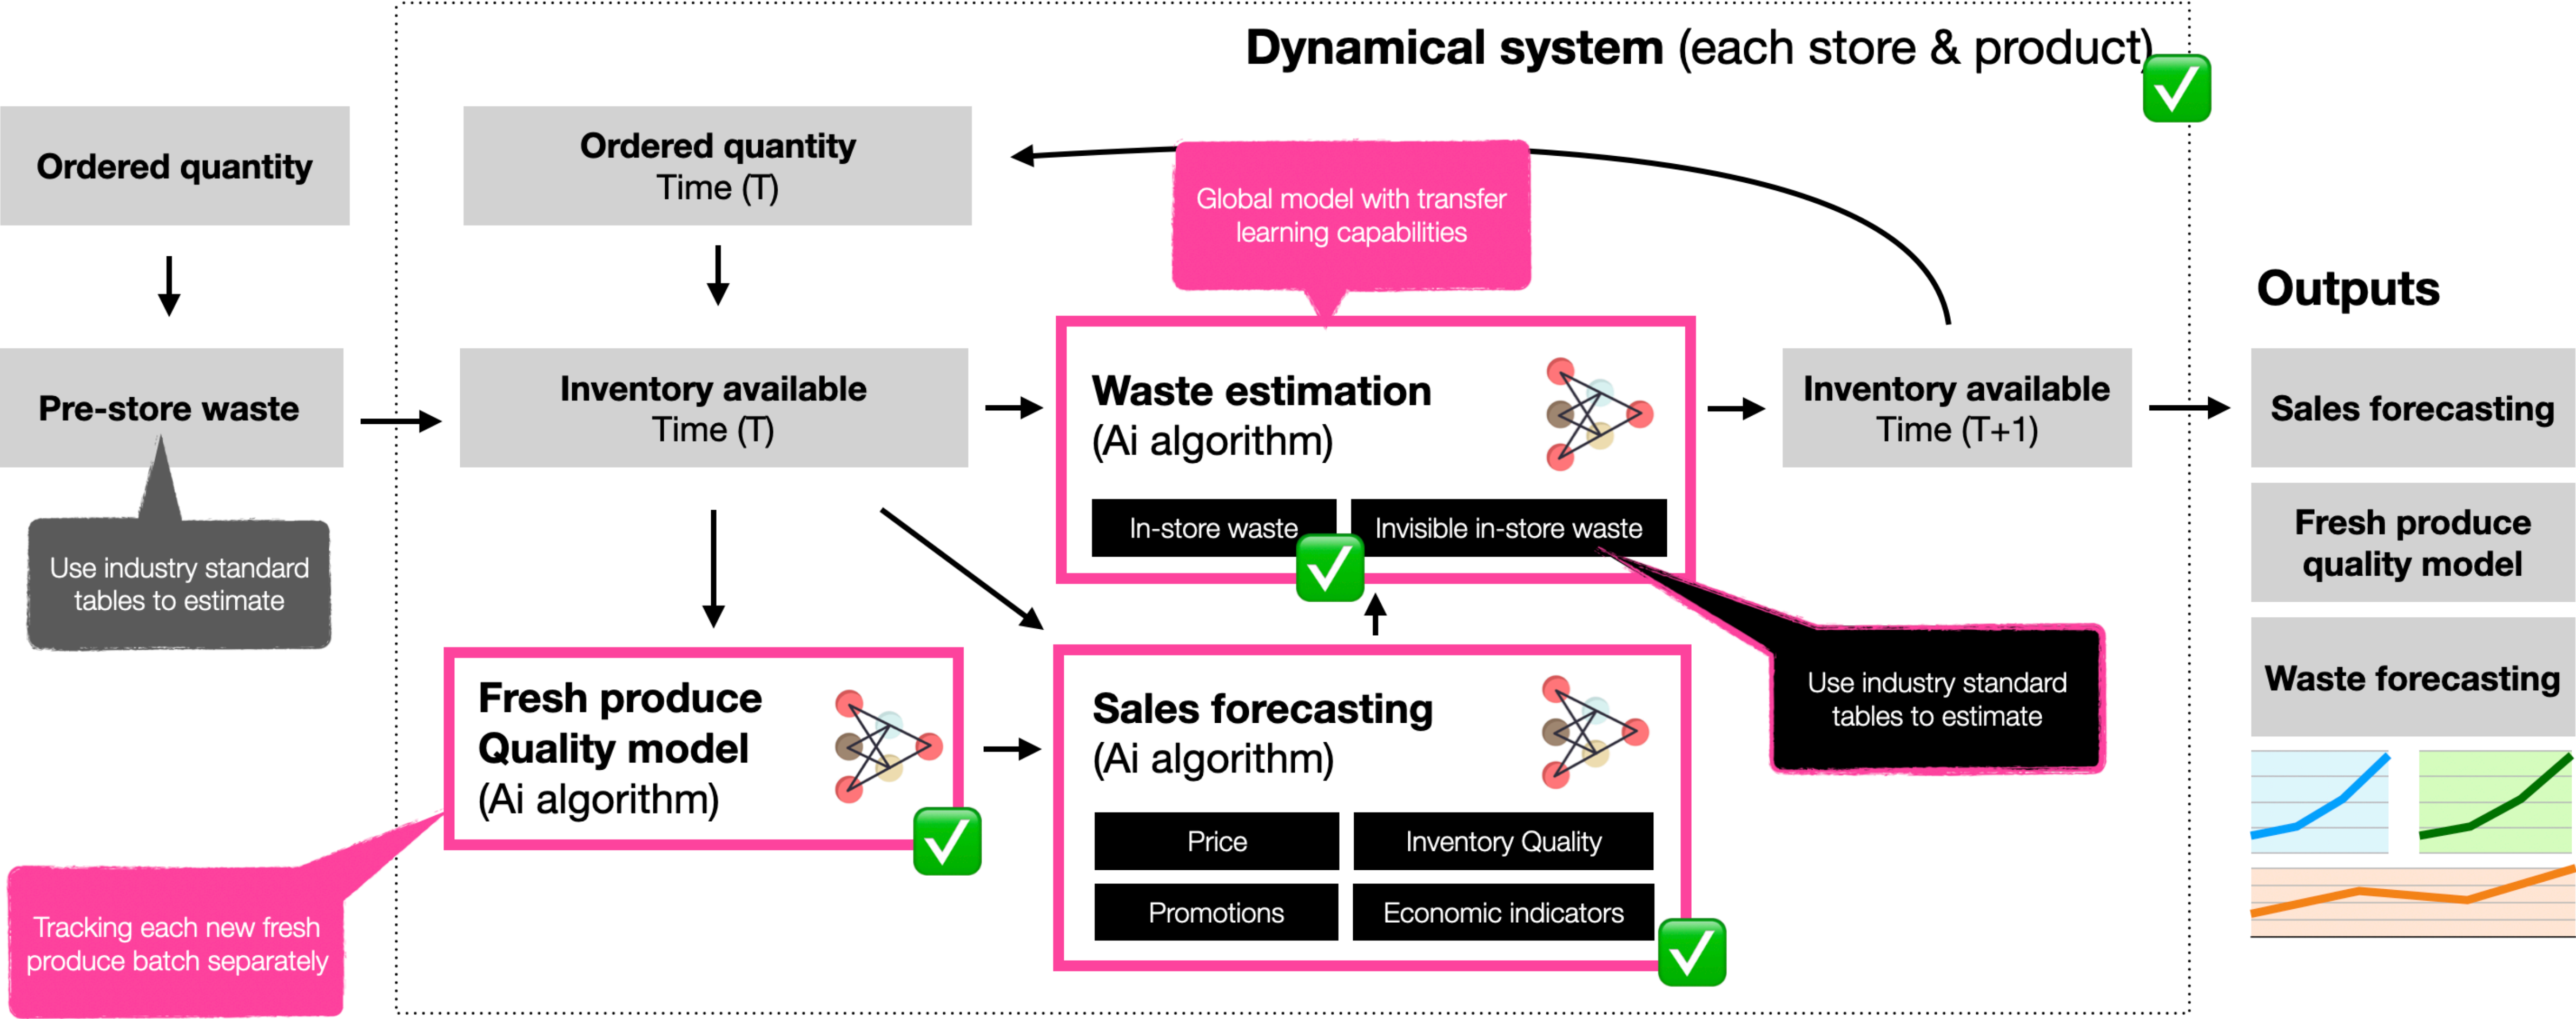 Dynamical system (each store & product)
Ordered quantity
Ordered quantity
Time (T)
Global model with transfer
learning capabilities
Outputs
Pre-store waste
Inventory available
Time (T)
Waste estimation
(Ai algorithm)
In-store waste
Invisible in-store waste
Inventory available
Time (T+1)
Sales forecasting
Fresh produce
quality model
Waste forecasting
Use industry standard
tables to estimate
Fresh produce
Quality model
(Ai algorithm)
Sales forecasting
(Ai algorithm)
Price
Inventory Quality
Promotions
Economic indicators
Use industry standard
tables to estimate
Tracking each new fresh
produce batch separately